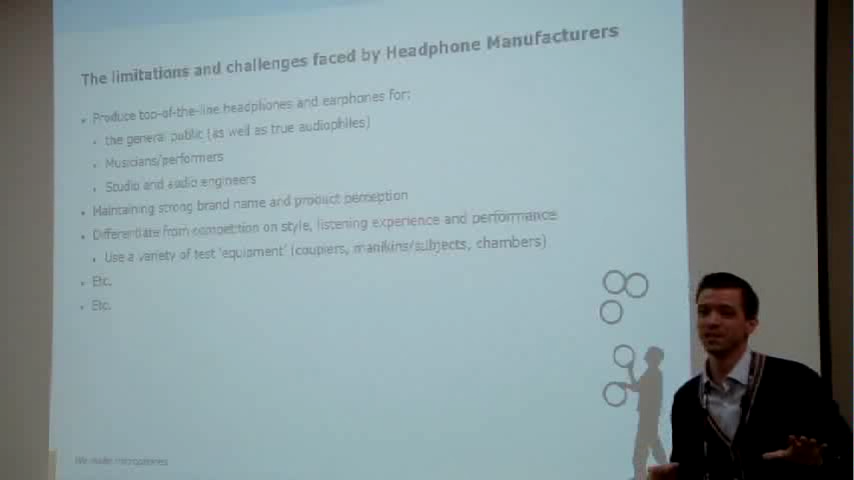 The limitations and challenges faced by Headphone Manufacturers
• Produce top-of-the-line headphones and earphones for:
• the general public (as well as true audiophiles)
• Musicians/performers
• Studio and audio engineers
• Maintaining strong brand name and product perception
• Differentiate from competition on style, listening experience and performance
• Use a variety of test 'equipment' (couplers, manikins/subjects, chambers)
• Etc.
• Etc.
We make microphones